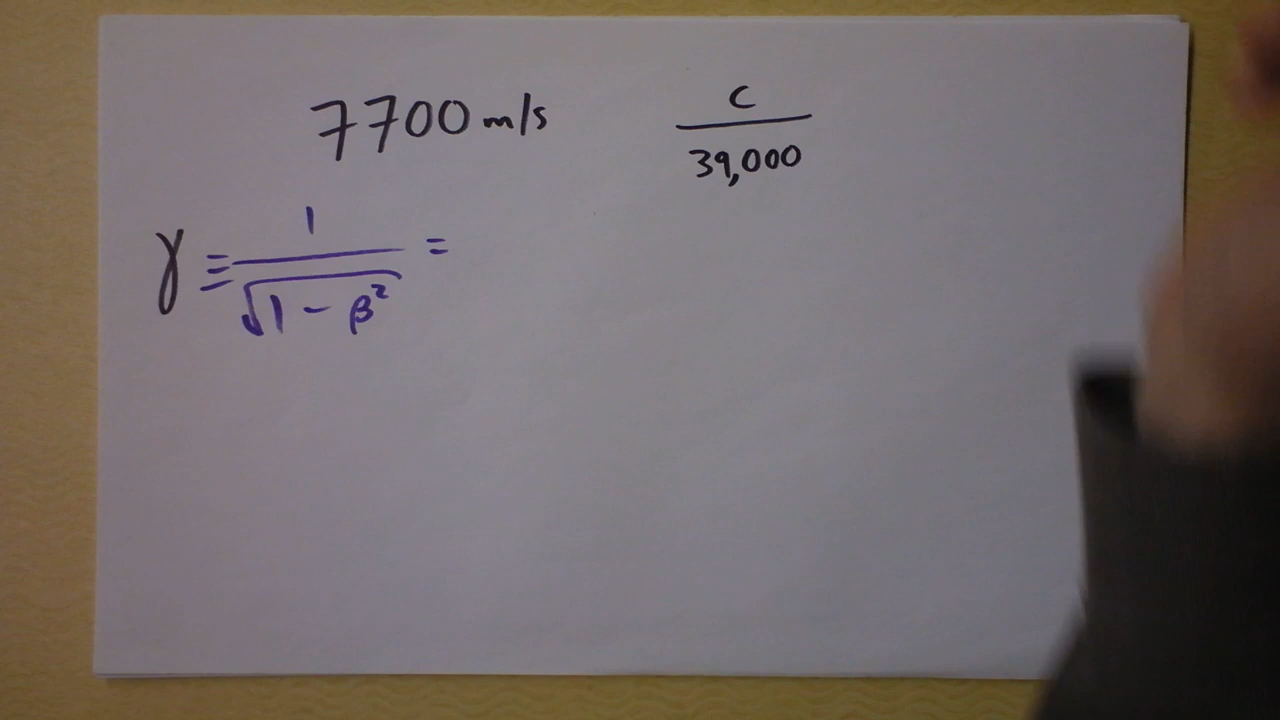 7700 m/s
c
39,000
γ ≡ 1 / √(1 − β²) =